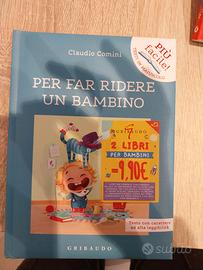 Claudio Comini
PIÙ
facile!
PER FAR RIDERE
UN BAMBINO
2 LIBRI
PER BAMBINI
9,90€
Testo con carattere
ad alta leggibilità
GRIBAUDO
subito